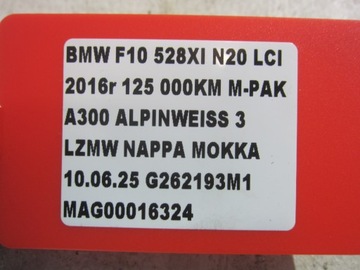 BMW F10 528XI N20 LCI
2016r 125 000KM M-PAK
A300 ALPINWEISS 3
LZMW NAPPA MOKKA
10.06.25 G262193M1
MAG00016324